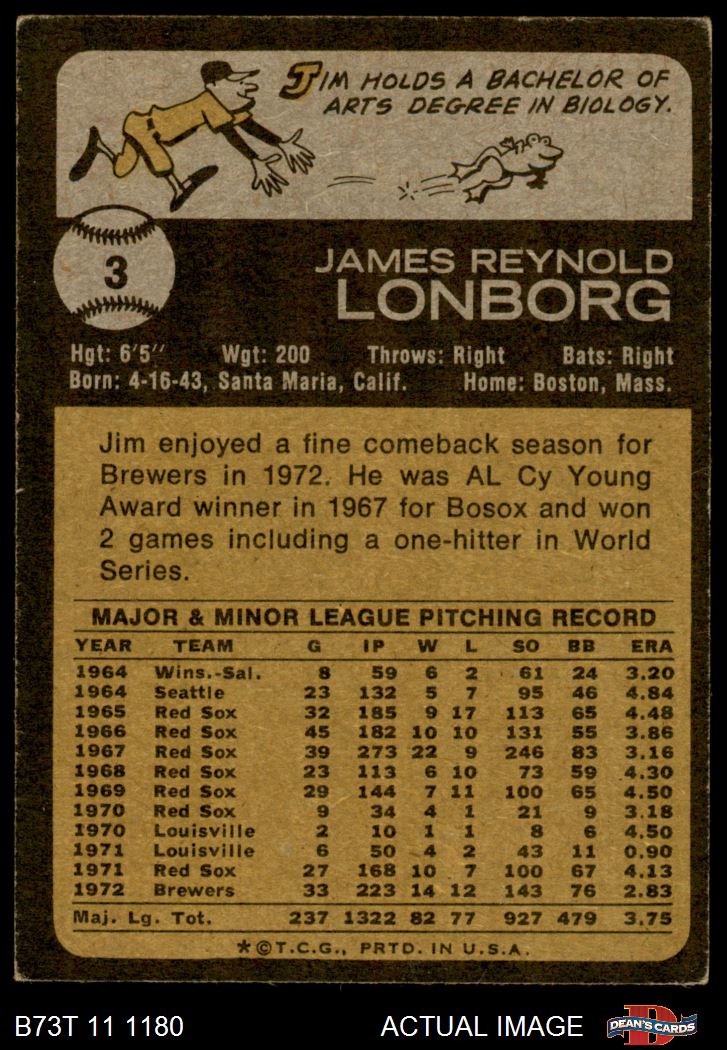 JIM HOLDS A BACHELOR OF
ARTS DEGREE IN BIOLOGY.
3
JAMES REYNOLD
LONBORG
Hgt: 6'5" Wgt: 200 Throws: Right Bats: Right
Born: 4-16-43, Santa Maria, Calif. Home: Boston, Mass.
Jim enjoyed a fine comeback season for
Brewers in 1972. He was AL Cy Young
Award winner in 1967 for Bosox and won
2 games including a one-hitter in World
Series.
MAJOR & MINOR LEAGUE PITCHING RECORD
YEAR TEAM G IP W L SO BB ERA
1964 Wins.-Sal. 8 59 6 2 61 24 3.20
1964 Seattle 23 132 5 7 95 46 4.84
1965 Red Sox 32 185 9 17 113 65 4.48
1966 Red Sox 45 182 10 10 131 55 3.86
1967 Red Sox 39 273 22 9 246 83 3.16
1968 Red Sox 23 113 6 10 73 59 4.30
1969 Red Sox 29 144 7 11 100 65 4.50
1970 Red Sox 9 34 4 1 21 9 3.18
1970 Louisville 2 10 1 1 8 6 4.50
1971 Louisville 6 50 4 2 43 11 0.90
1971 Red Sox 27 168 10 7 100 67 4.13
1972 Brewers 33 223 14 12 143 76 2.83
Maj. Lg. Tot. 237 1322 82 77 927 479 3.75
*©T.C.G., PRTD. IN U.S.A.
B73T 11 1180 ACTUAL IMAGE D DEAN'S CARDS